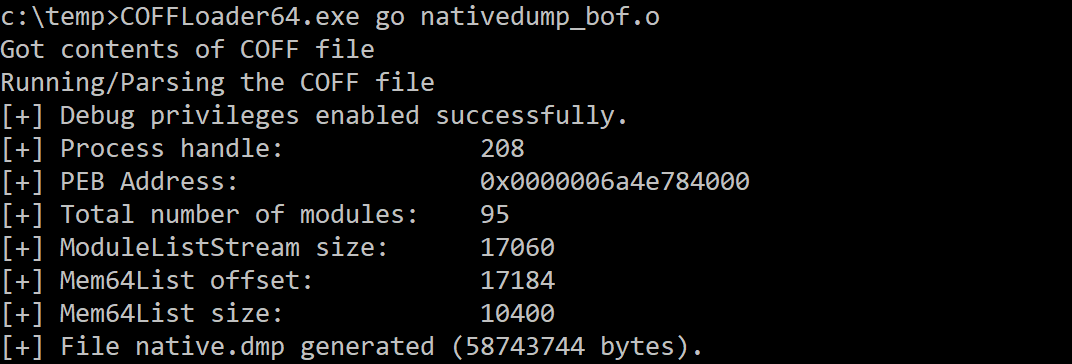 c:\temp>COFFLoader64.exe go nativedump_bof.o
Got contents of COFF file
Running/Parsing the COFF file
[+] Debug privileges enabled successfully.
[+] Process handle:             208
[+] PEB Address:                0x0000006a4e784000
[+] Total number of modules:    95
[+] ModuleListStream size:      17060
[+] Mem64List offset:           17184
[+] Mem64List size:             10400
[+] File native.dmp generated (58743744 bytes).